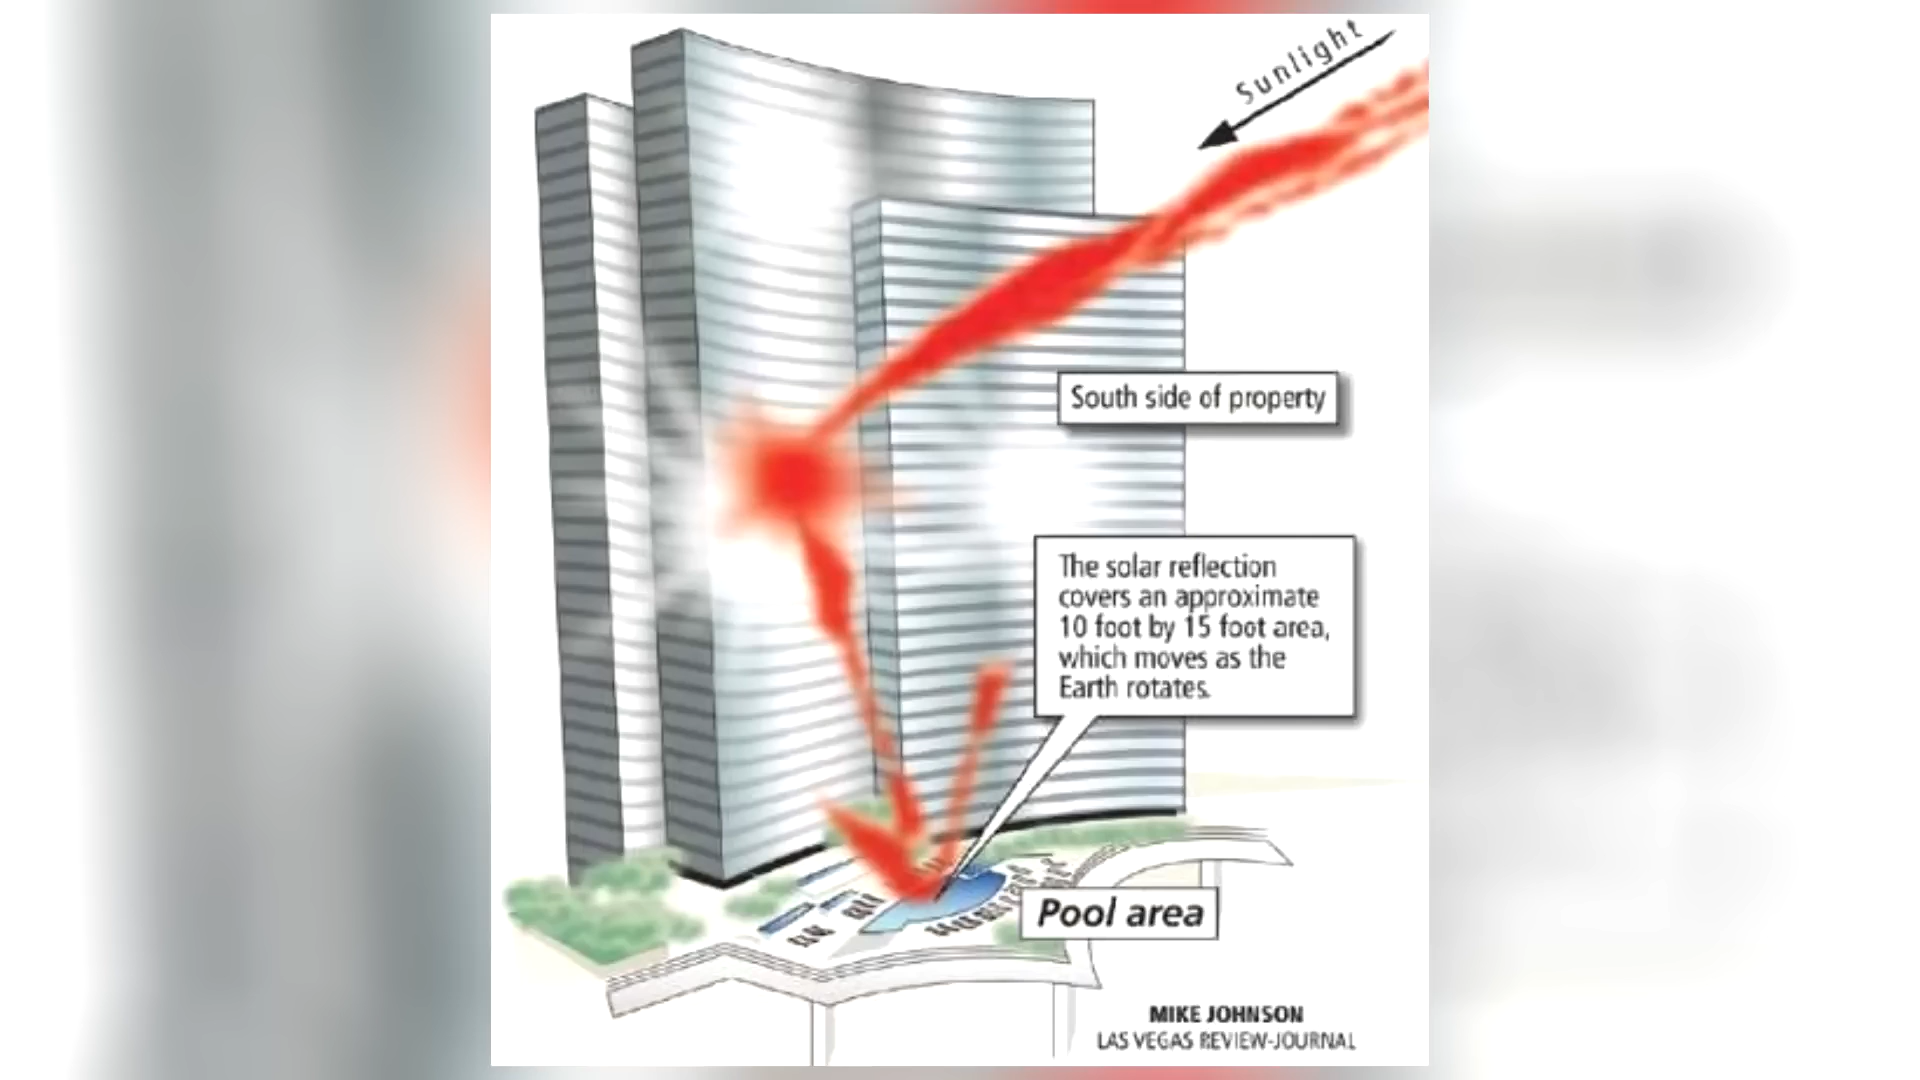 Sunlight
South side of property
The solar reflection
covers an approximate
10 foot by 15 foot area,
which moves as the
Earth rotates.
Pool area
MIKE JOHNSON
LAS VEGAS REVIEW-JOURNAL